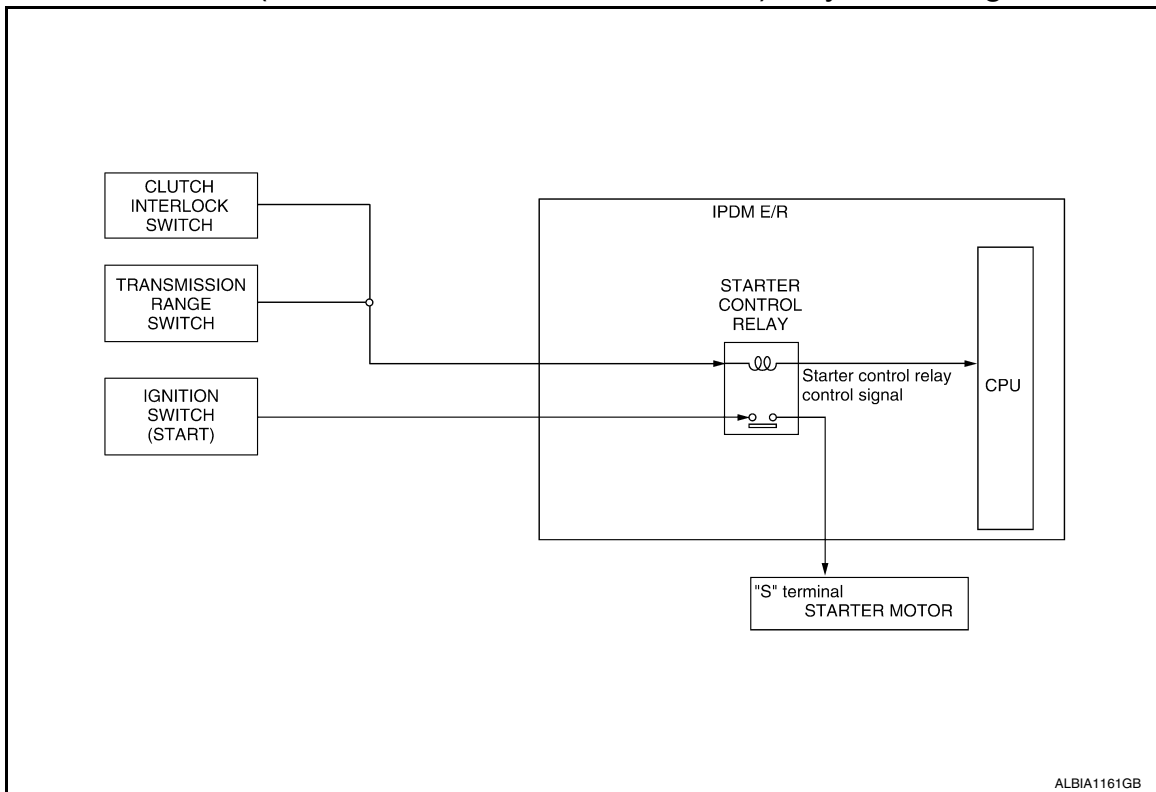 CLUTCH
INTERLOCK
SWITCH
TRANSMISSION
RANGE
SWITCH
IGNITION
SWITCH
(START)
IPDM E/R
STARTER
CONTROL
RELAY
Starter control relay
control signal
CPU
"S" terminal
STARTER MOTOR
ALBIA1161GB